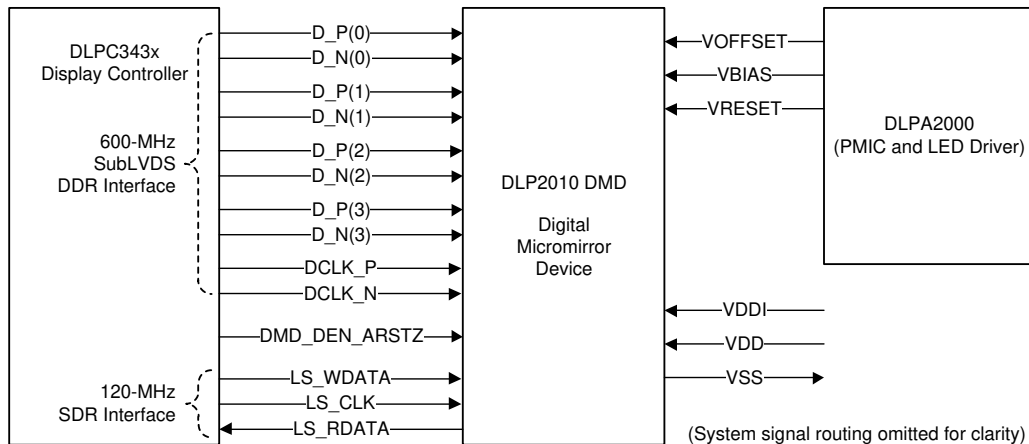 DLPC343x
Display Controller
600-MHz
SubLVDS
DDR Interface
120-MHz
SDR Interface
D_P(0)
D_N(0)
D_P(1)
D_N(1)
D_P(2)
D_N(2)
D_P(3)
D_N(3)
DCLK_P
DCLK_N
DMD_DEN_ARSTZ
LS_WDATA
LS_CLK
LS_RDATA
DLP2010 DMD
Digital
Micromirror
Device
VOFFSET
VBIAS
VRESET
VDDI
VDD
VSS
DLPA2000
(PMIC and LED Driver)
(System signal routing omitted for clarity)